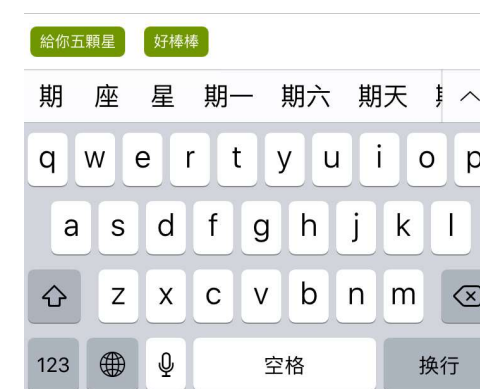 給你五顆星 好棒棒
期 座 星 期一 期六 期天
q w e r t y u i o p
a s d f g h j k l
z x c v b n m
123 空格 换行